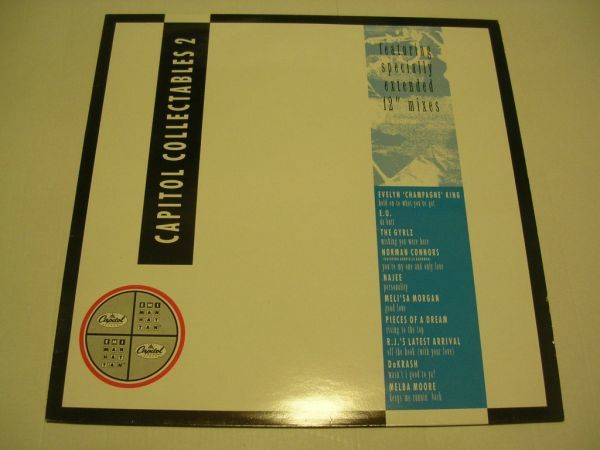 CAPITOL COLLECTABLES 2
featuring
specially
extended
12" mixes
EVELYN 'CHAMPAGNE' KING
hold on to what you've got
E.U.
THE GYRLZ
wishing you were here
NORMAN CONNORS
you're my one and only love
NAJEE
personality
MELI'SA MORGAN
good love
PIECES OF A DREAM
rising to the top
R.J.'S LATEST ARRIVAL
off the hook (with your love)
DaKRASH
wasn't i good to ya?
MELBA MOORE
keeps me runnin' back
Capitol
EMI
MAN
HAT
TAN
EMI
MAN
HAT
TAN
Capitol